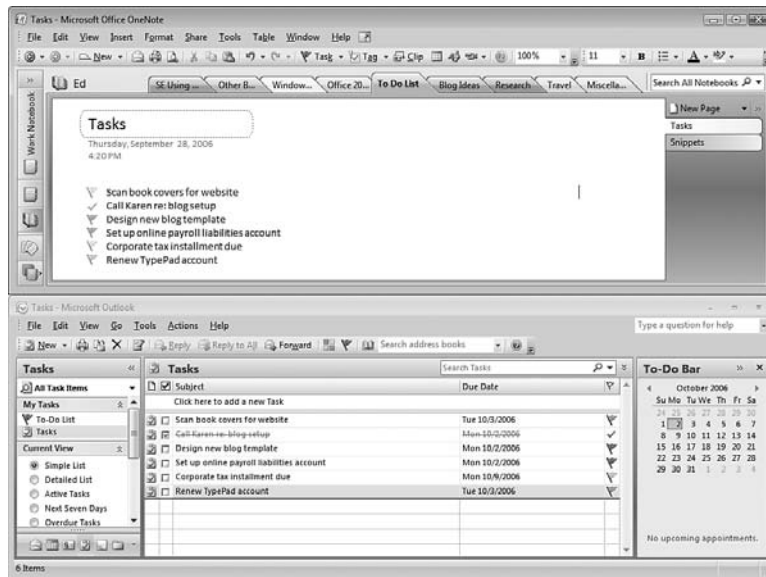 Tasks - Microsoft Office OneNote
File Edit View Insert Format Share Tools Table Window Help
New Task Tag Clip 100% 11 B A
Work Notebook
Ed SE Using ... Other B... Window... Office 20... To Do List Blog Ideas Research Travel Miscella... Search All Notebooks
New Page
Tasks
Snippets
Tasks
Thursday, September 28, 2006
4:20 PM
Scan book covers for website
Call Karen re: blog setup
Design new blog template
Set up online payroll liabilities account
Corporate tax installment due
Renew TypePad account
Tasks - Microsoft Outlook
File Edit View Go Tools Actions Help Type a question for help
New Reply Reply to All Forward Search address books
Tasks
All Task Items
My Tasks
To-Do List
Tasks
Current View
Simple List
Detailed List
Active Tasks
Next Seven Days
Overdue Tasks
Tasks Search Tasks
Subject Due Date
Click here to add a new Task
Scan book covers for website Tue 10/3/2006
Call Karen re: blog setup Mon 10/2/2006
Design new blog template Mon 10/2/2006
Set up online payroll liabilities account Mon 10/2/2006
Corporate tax installment due Mon 10/9/2006
Renew TypePad account Tue 10/3/2006
To-Do Bar
October 2006
Su Mo Tu We Th Fr Sa
24 25 26 27 28 29 30
1 2 3 4 5 6 7
8 9 10 11 12 13 14
15 16 17 18 19 20 21
22 23 24 25 26 27 28
29 30 31 1 2 3 4
No upcoming appointments.
6 Items